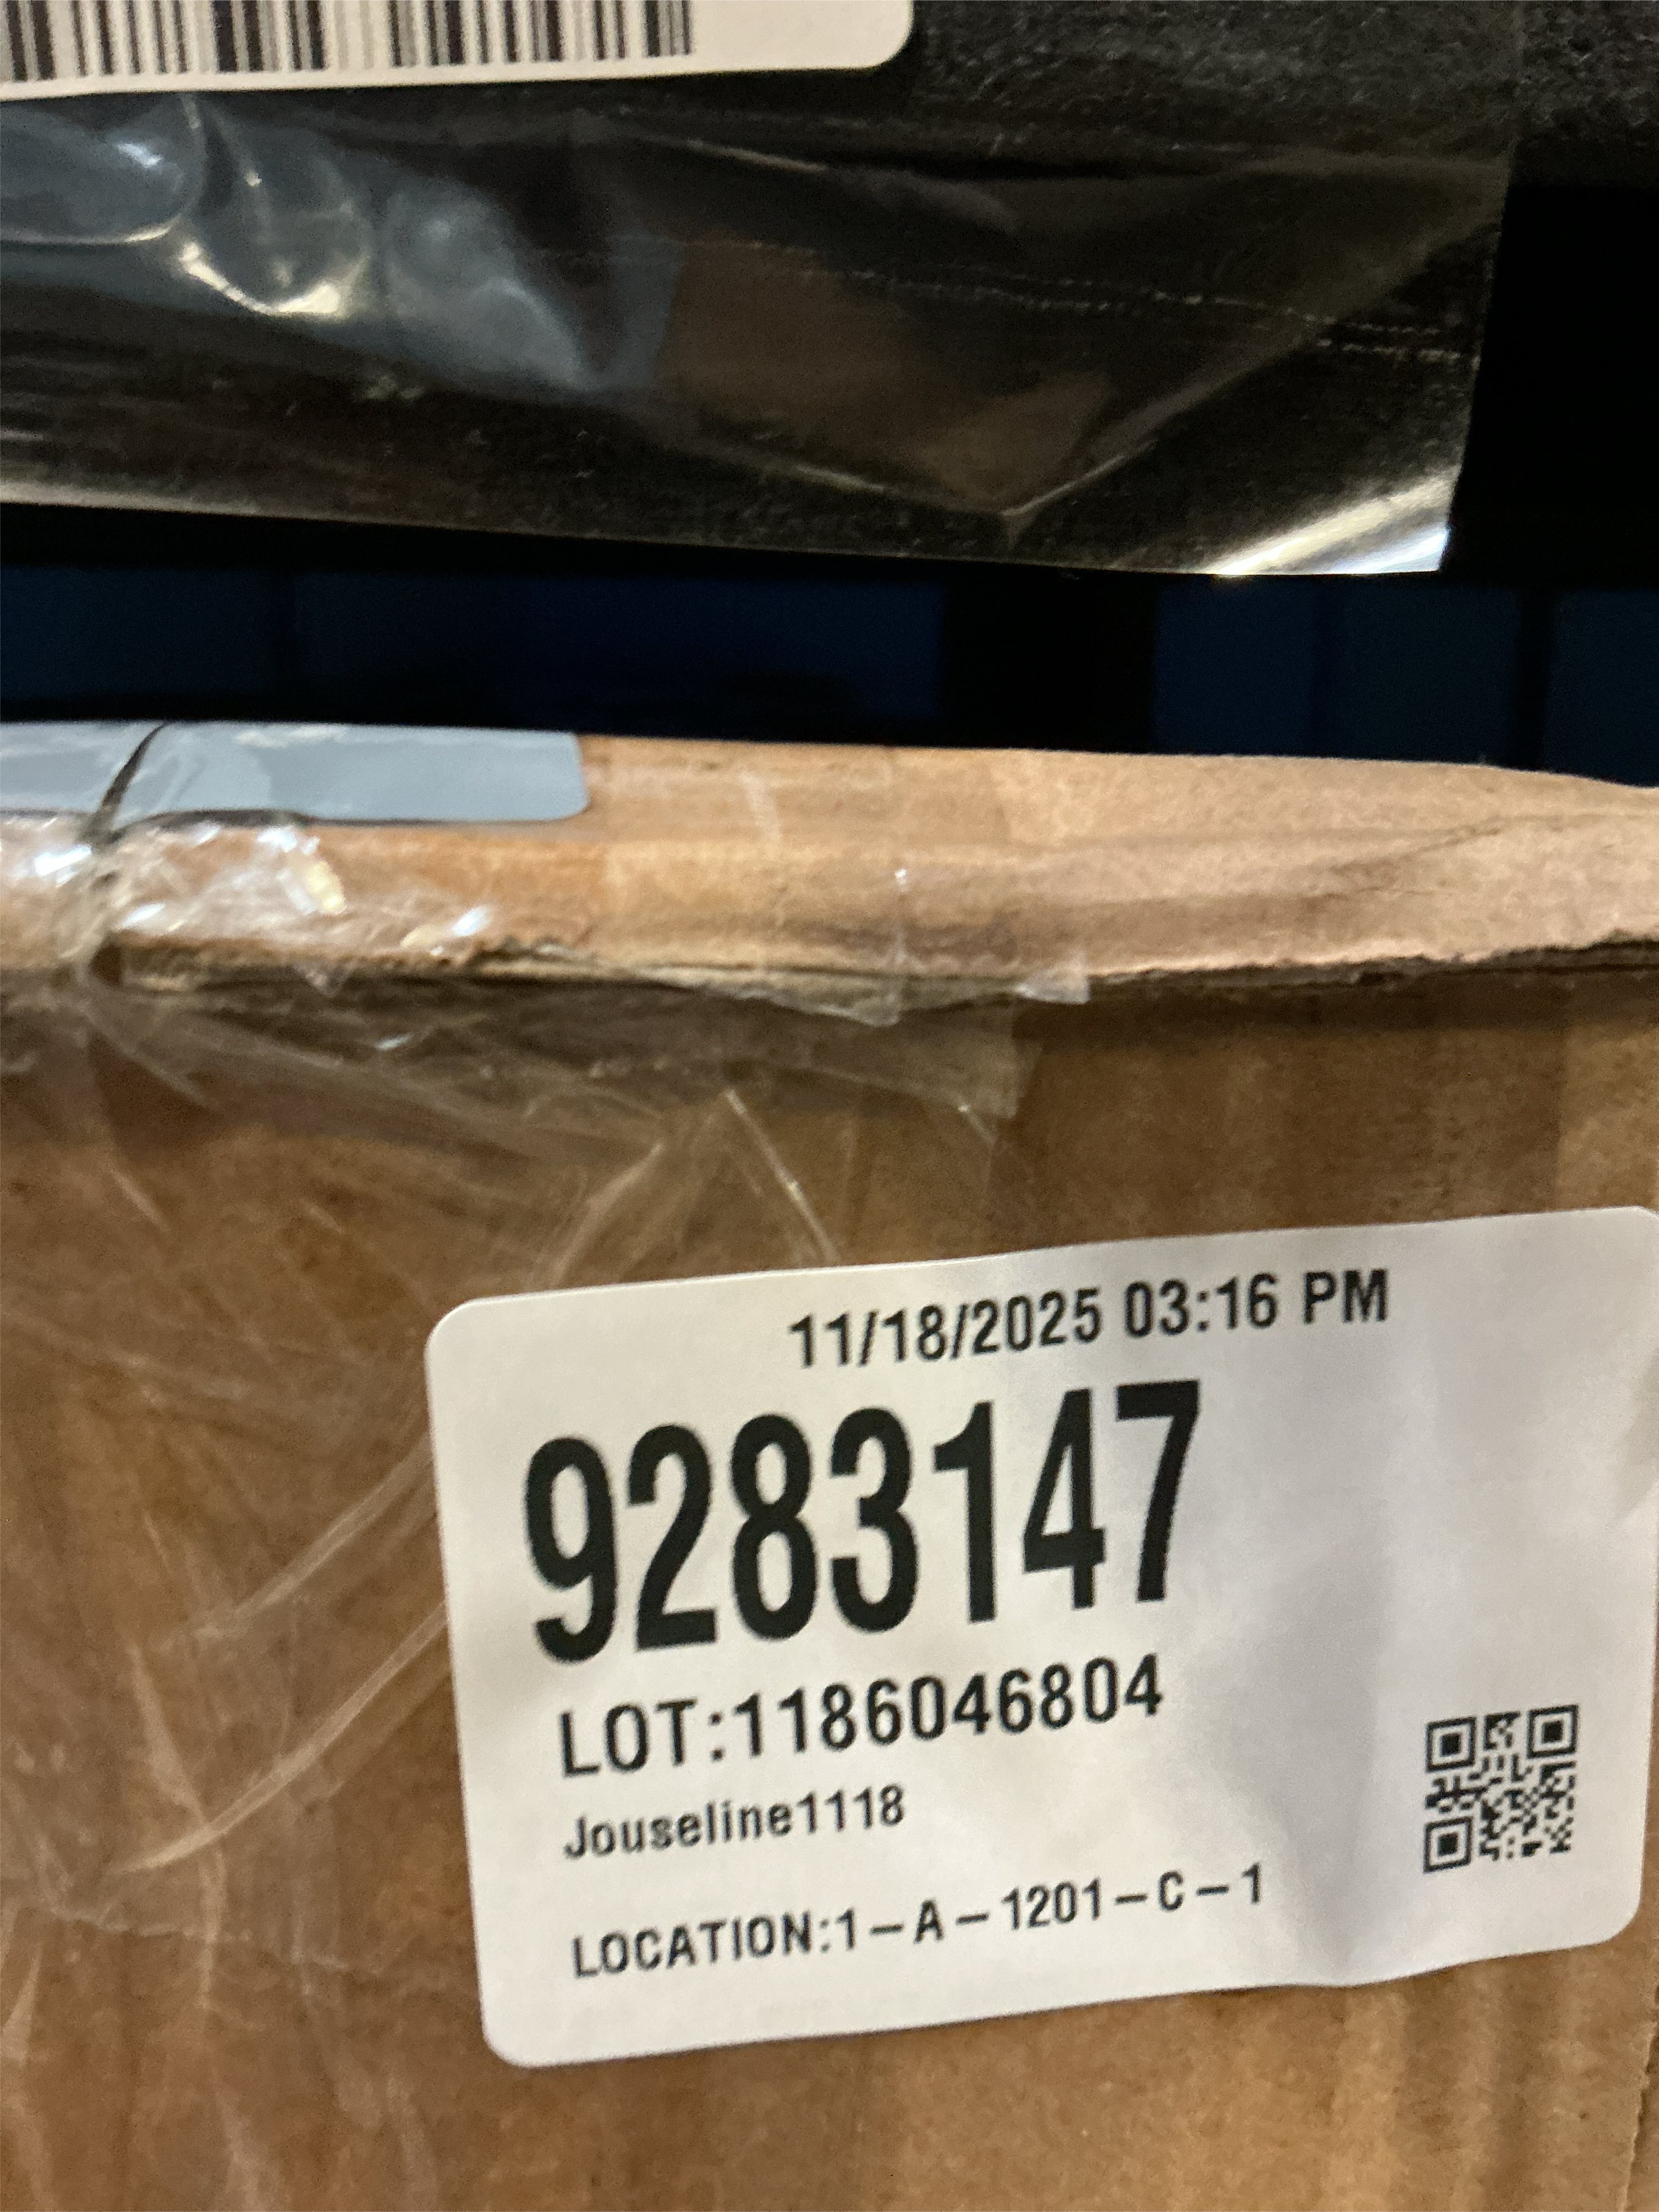 11/18/2025 03:16 PM
9283147
LOT:1186046804
Jouseline1118
LOCATION:1-A-1201-C-1